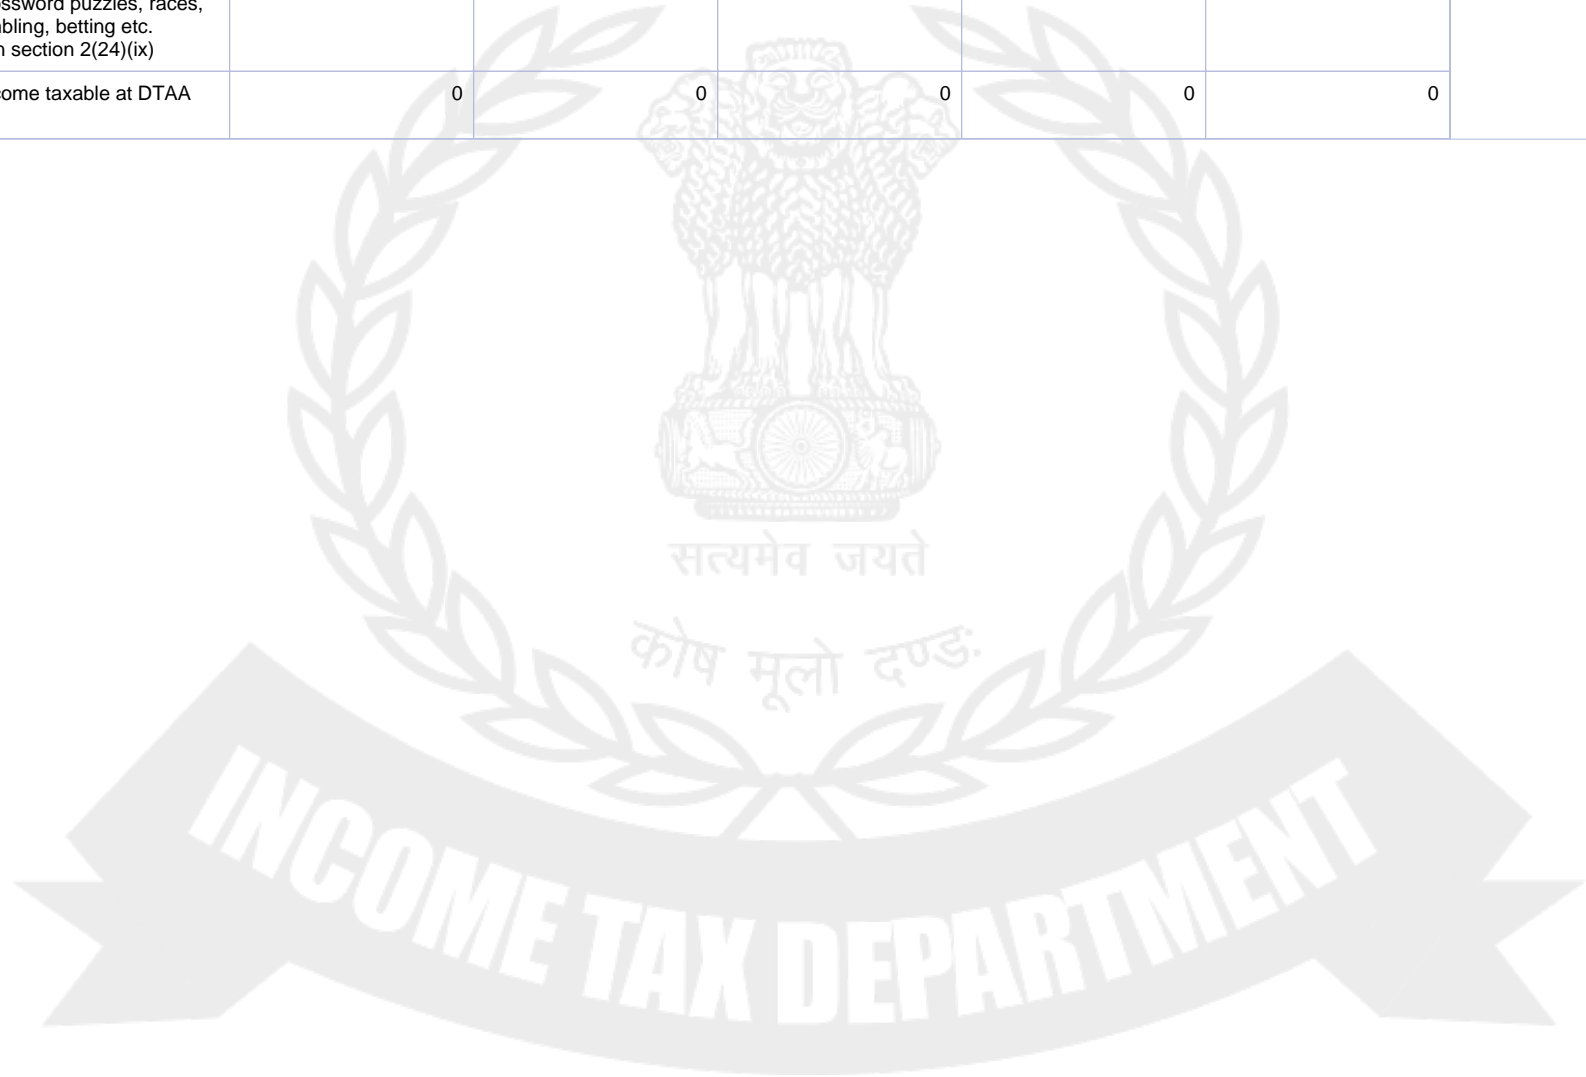 ossword puzzles, races,
bling, betting etc.
n section 2(24)(ix)
come taxable at DTAA 0 0 0 0 0
सत्यमेव जयते
कोष मूलो दण्डः
INCOME TAX DEPARTMENT